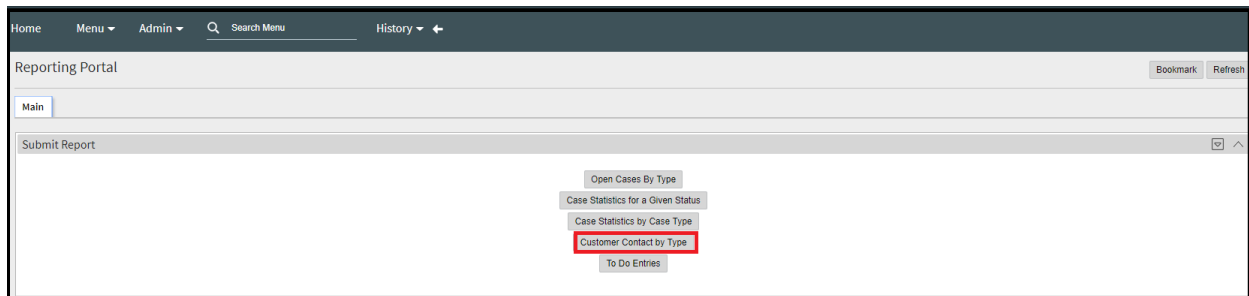 Home Menu Admin Search Menu History
Reporting Portal
Bookmark Refresh
Main
Submit Report
Open Cases By Type
Case Statistics for a Given Status
Case Statistics by Case Type
Customer Contact by Type
To Do Entries